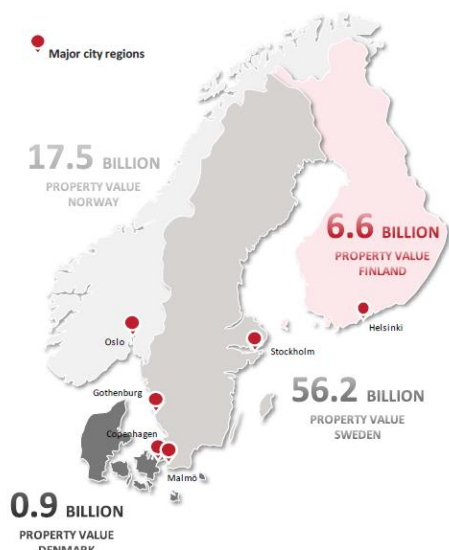 Major city regions
17.5 BILLION
PROPERTY VALUE
NORWAY
6.6 BILLION
PROPERTY VALUE
FINLAND
Helsinki
Oslo
Stockholm
Gothenburg
56.2 BILLION
PROPERTY VALUE
SWEDEN
Copenhagen
Malmö
0.9 BILLION
PROPERTY VALUE
DENMARK